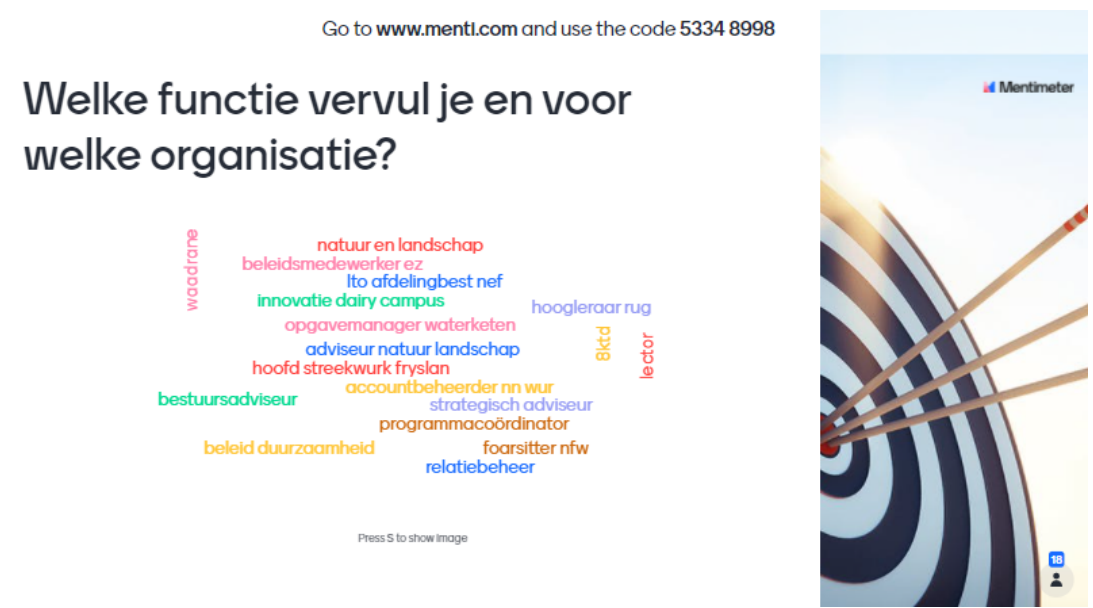 Go to www.menti.com and use the code 5334 8998
Mentimeter
Welke functie vervul je en voor
welke organisatie?
waadrane
natuur en landschap
beleidsmedewerker ez
lto afdelingbest nef
innovatie dairy campus
hoogleraar rug
opgavemanager waterketen
8ktd
lector
adviseur natuur landschap
hoofd streekwurk fryslan
accountbeheerder nn wur
bestuursadviseur
strategisch adviseur
programmacoördinator
beleid duurzaamheid
foarsitter nfw
relatiebeheer
Press S to show image
18